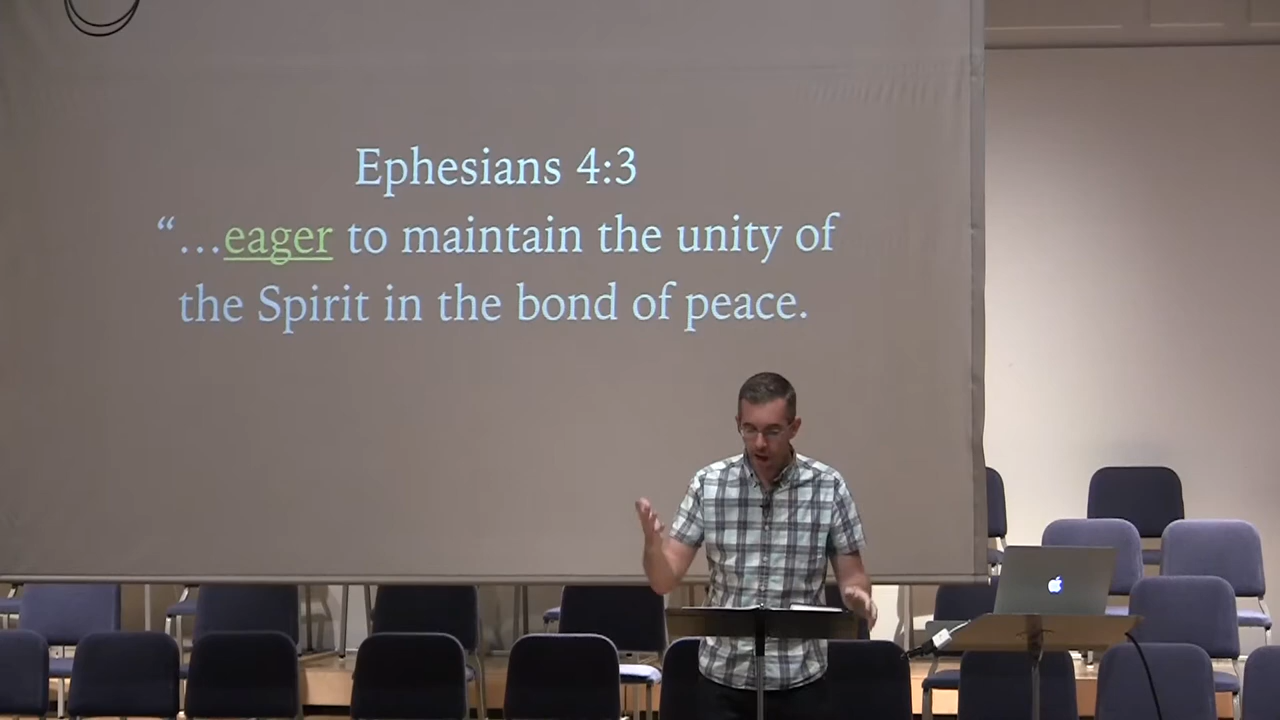 Ephesians 4:3
“…eager to maintain the unity of
the Spirit in the bond of peace.